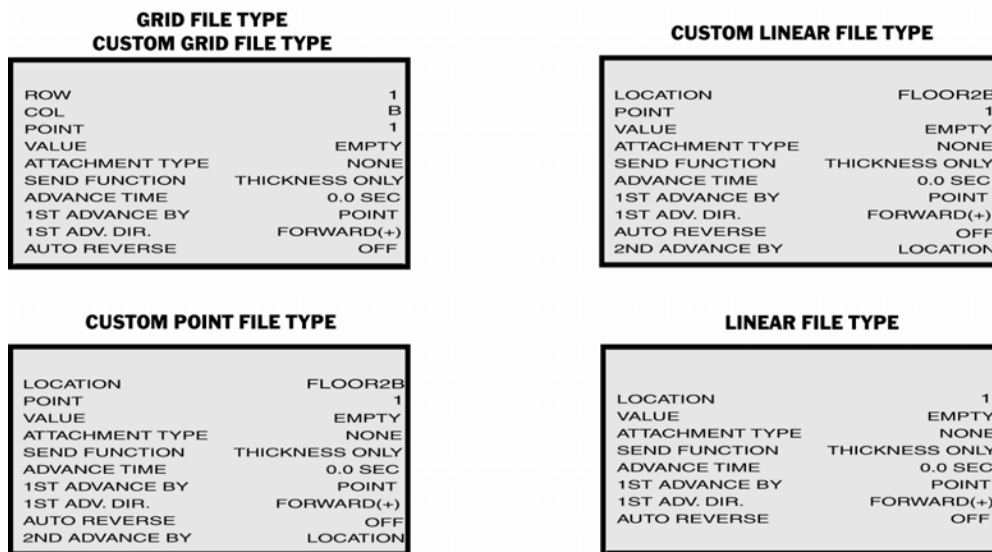 GRID FILE TYPE
CUSTOM GRID FILE TYPE
ROW 1
COL B
POINT 1
VALUE EMPTY
ATTACHMENT TYPE NONE
SEND FUNCTION THICKNESS ONLY
ADVANCE TIME 0.0 SEC
1ST ADVANCE BY POINT
1ST ADV. DIR. FORWARD(+)
AUTO REVERSE OFF
CUSTOM LINEAR FILE TYPE
LOCATION FLOOR2B
POINT 1
VALUE EMPTY
ATTACHMENT TYPE NONE
SEND FUNCTION THICKNESS ONLY
ADVANCE TIME 0.0 SEC
1ST ADVANCE BY POINT
1ST ADV. DIR. FORWARD(+)
AUTO REVERSE OFF
2ND ADVANCE BY LOCATION
CUSTOM POINT FILE TYPE
LOCATION FLOOR2B
POINT 1
VALUE EMPTY
ATTACHMENT TYPE NONE
SEND FUNCTION THICKNESS ONLY
ADVANCE TIME 0.0 SEC
1ST ADVANCE BY POINT
1ST ADV. DIR. FORWARD(+)
AUTO REVERSE OFF
2ND ADVANCE BY LOCATION
LINEAR FILE TYPE
LOCATION 1
VALUE EMPTY
ATTACHMENT TYPE NONE
SEND FUNCTION THICKNESS ONLY
ADVANCE TIME 0.0 SEC
1ST ADVANCE BY POINT
1ST ADV. DIR. FORWARD(+)
AUTO REVERSE OFF